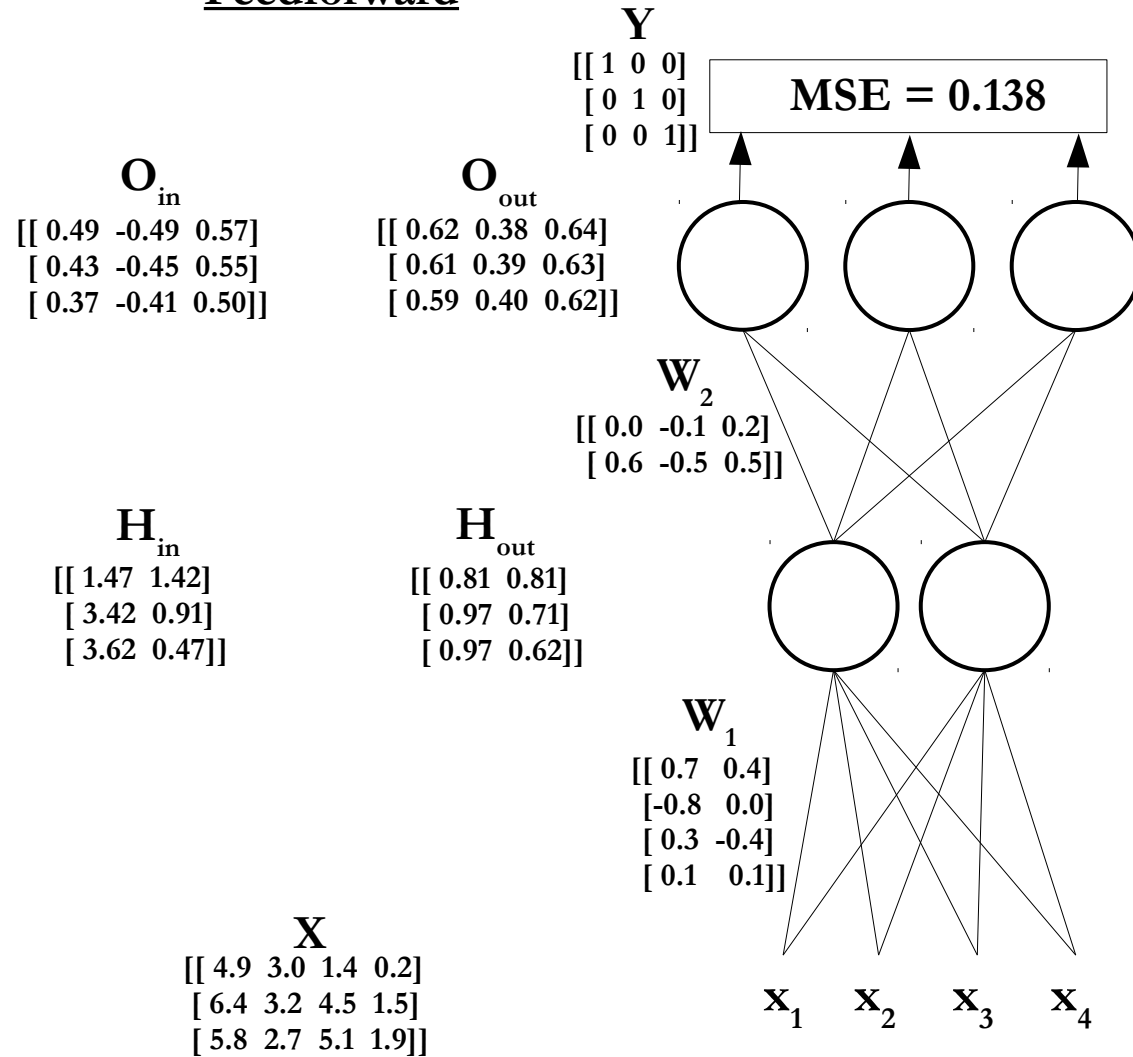 Feedforward
Y
[[ 1 0 0]
[ 0 1 0]
[ 0 0 1]]
MSE = 0.138
O_in
[[ 0.49 -0.49 0.57]
[ 0.43 -0.45 0.55]
[ 0.37 -0.41 0.50]]
O_out
[[ 0.62 0.38 0.64]
[ 0.61 0.39 0.63]
[ 0.59 0.40 0.62]]
W_2
[[ 0.0 -0.1 0.2]
[ 0.6 -0.5 0.5]]
H_in
[[ 1.47 1.42]
[ 3.42 0.91]
[ 3.62 0.47]]
H_out
[[ 0.81 0.81]
[ 0.97 0.71]
[ 0.97 0.62]]
W_1
[[ 0.7 0.4]
[-0.8 0.0]
[ 0.3 -0.4]
[ 0.1 0.1]]
X
[[ 4.9 3.0 1.4 0.2]
[ 6.4 3.2 4.5 1.5]
[ 5.8 2.7 5.1 1.9]]
x_1 x_2 x_3 x_4